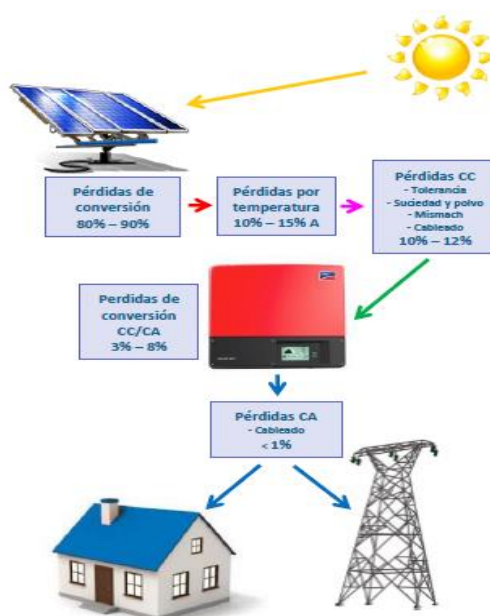 Pérdidas de
conversión
80% – 90%
Pérdidas por
temperatura
10% – 15% A
Pérdidas CC
- Tolerancia
- Suciedad y polvo
- Mismach
- Cableado
10% – 12%
Perdidas de
conversión
CC/CA
3% – 8%
Pérdidas CA
- Cableado
< 1%